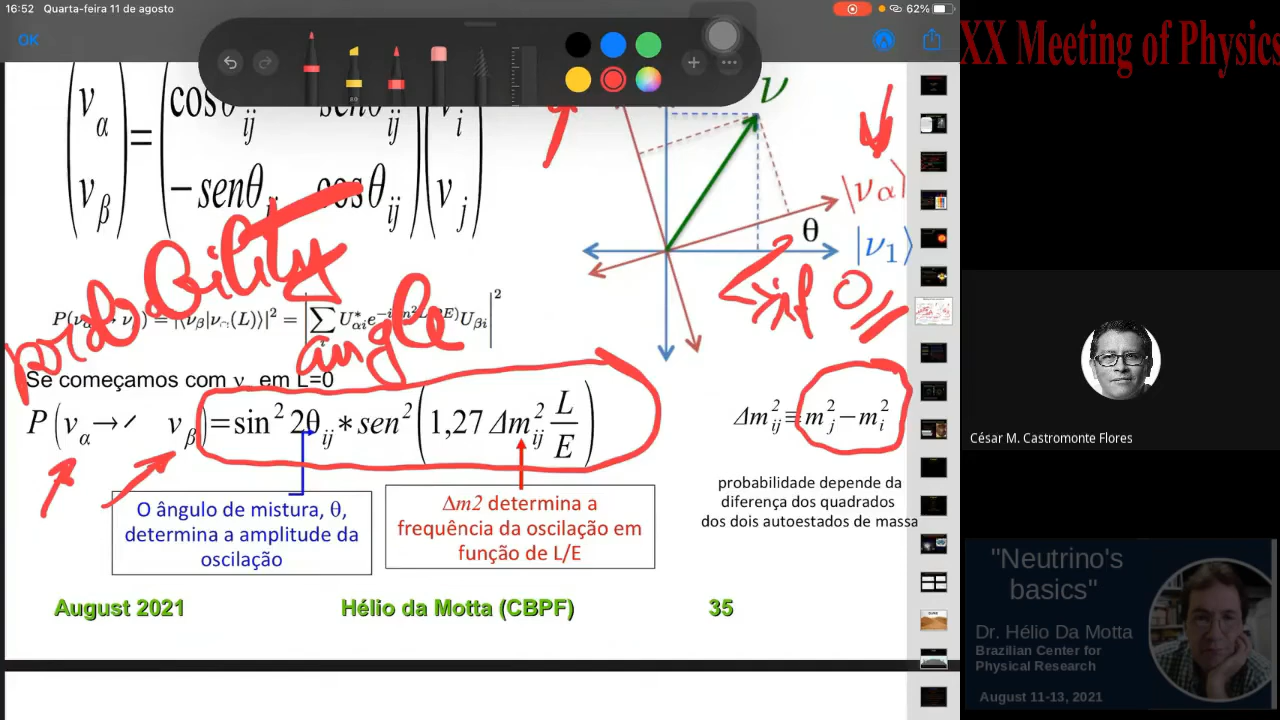 16:52 Quarta-feira 11 de agosto
62%
OK
XX Meeting of Physics
ν
(ν_α ν_β) = (cosθ_ij senθ_ij −senθ_ij cosθ_ij)(ν_i ν_j)
|ν_α⟩
θ
|ν_1⟩
probability
angle
Se começamos com ν em L=0
P(ν_α→ν_β)=sin² 2θ_ij * sen²(1,27 Δm²_ij L/E)
Δm²_ij ≡ m²_j − m²_i
probabilidade depende da
diferença dos quadrados
dos dois autoestados de massa
O ângulo de mistura, θ,
determina a amplitude da
oscilação
Δm2 determina a
frequência da oscilação em
função de L/E
August 2021
Hélio da Motta (CBPF)
35
César M. Castromonte Flores
"Neutrino's
basics"
Dr. Hélio Da Motta
Brazilian Center for
Physical Research
August 11-13, 2021